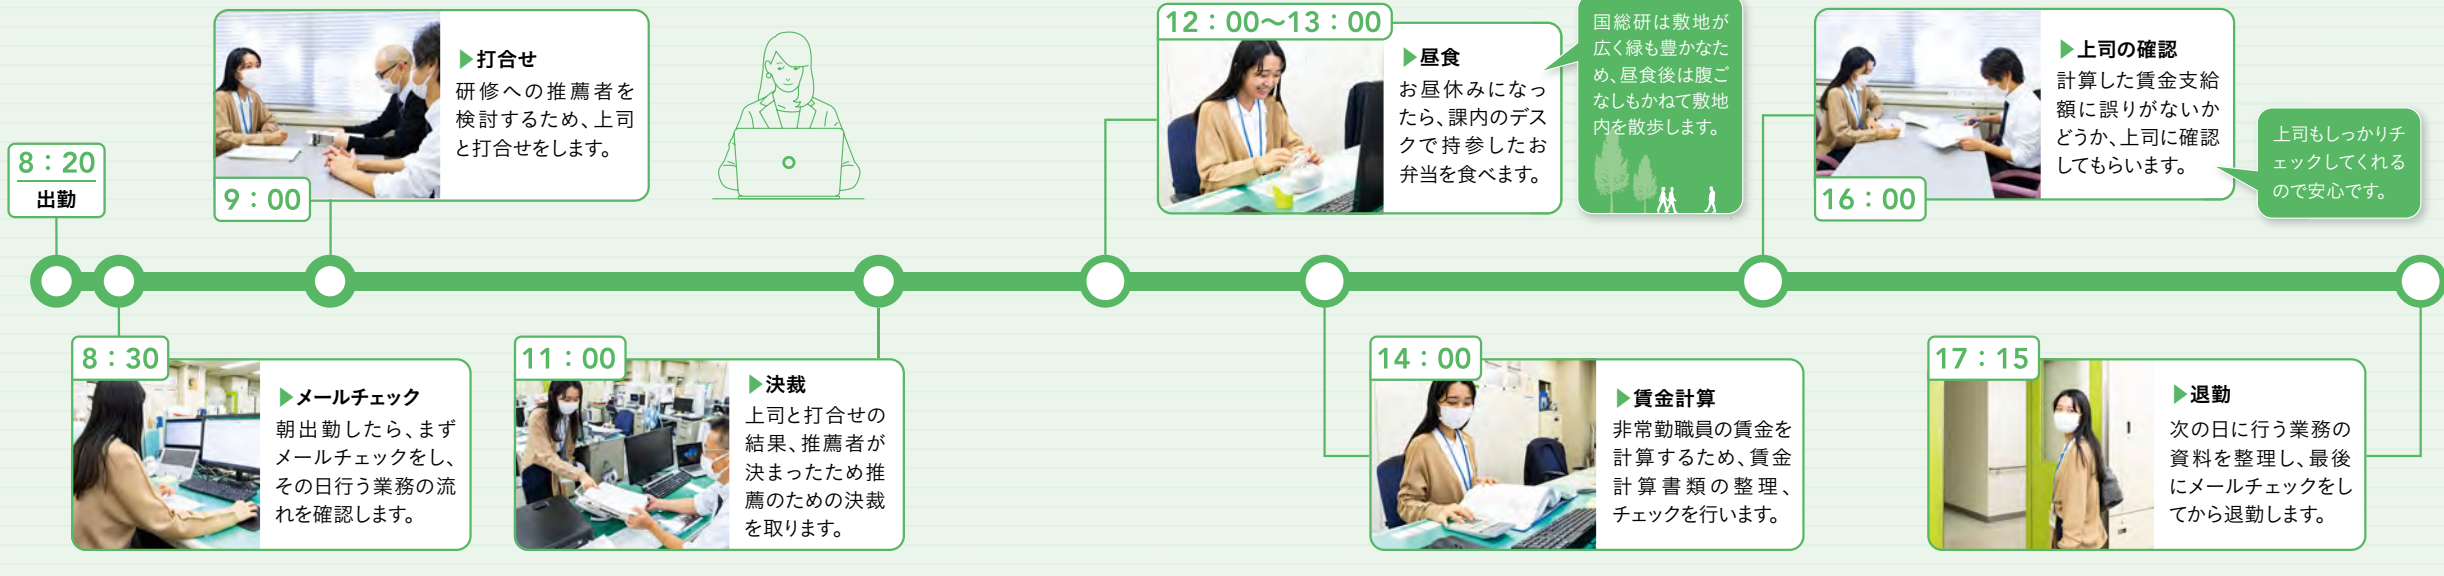 8：20
出勤
8：30
▶メールチェック
朝出勤したら、まず
メールチェックをし、
その日行う業務の流
れを確認します。
9：00
▶打合せ
研修への推薦者を
検討するため、上司
と打合せをします。
11：00
▶決裁
上司と打合せの
結果、推薦者が
決まったため推
薦のための決裁
を取ります。
12：00〜13：00
▶昼食
お昼休みになっ
たら、課内のデス
クで持参したお
弁当を食べます。
国総研は敷地が
広く緑も豊かなた
め、昼食後は腹ご
なしもかねて敷地
内を散歩します。
14：00
▶賃金計算
非常勤職員の賃金を
計算するため、賃金
計算書類の整理、
チェックを行います。
16：00
▶上司の確認
計算した賃金支給
額に誤りがないか
どうか、上司に確認
してもらいます。
上司もしっかりチ
ェックしてくれる
ので安心です。
17：15
▶退勤
次の日に行う業務の
資料を整理し、最後
にメールチェックをし
てから退勤します。